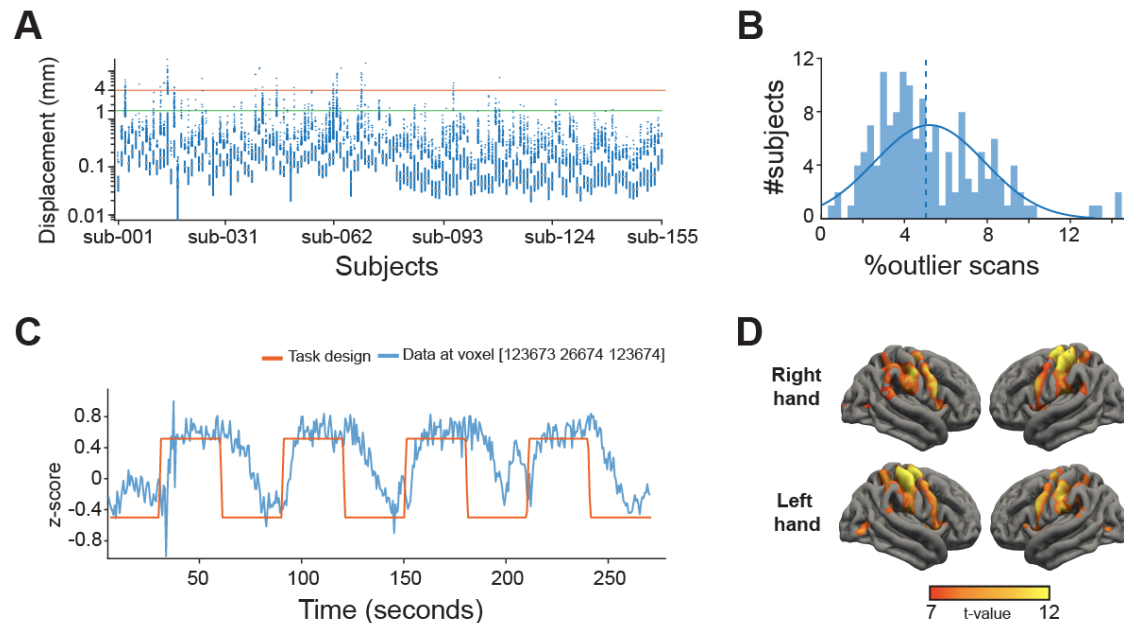 A
Displacement (mm)
4
1
0.1
0.01
sub-001 sub-031 sub-062 sub-093 sub-124 sub-155
Subjects
B
#subjects
12
8
4
0
0 4 8 12
%outlier scans
C
Task design Data at voxel [123673 26674 123674]
z-score
0.8
0.4
0
-0.4
-0.8
50 100 150 200 250
Time (seconds)
D
Right
hand
Left
hand
7 t-value 12